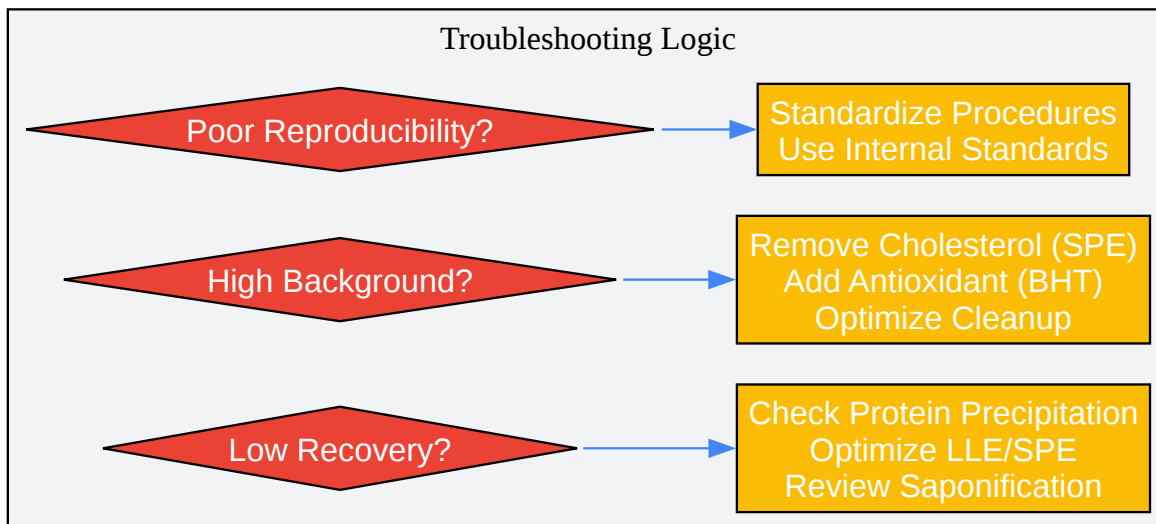 Troubleshooting Logic
Poor Reproducibility?
Standardize Procedures
Use Internal Standards
High Background?
Remove Cholesterol (SPE)
Add Antioxidant (BHT)
Optimize Cleanup
Low Recovery?
Check Protein Precipitation
Optimize LLE/SPE
Review Saponification